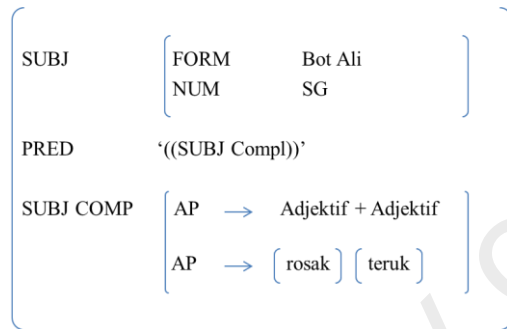 SUBJ FORM Bot Ali
NUM SG
PRED ‘((SUBJ Compl))’
SUBJ COMP AP → Adjektif + Adjektif
AP → rosak teruk